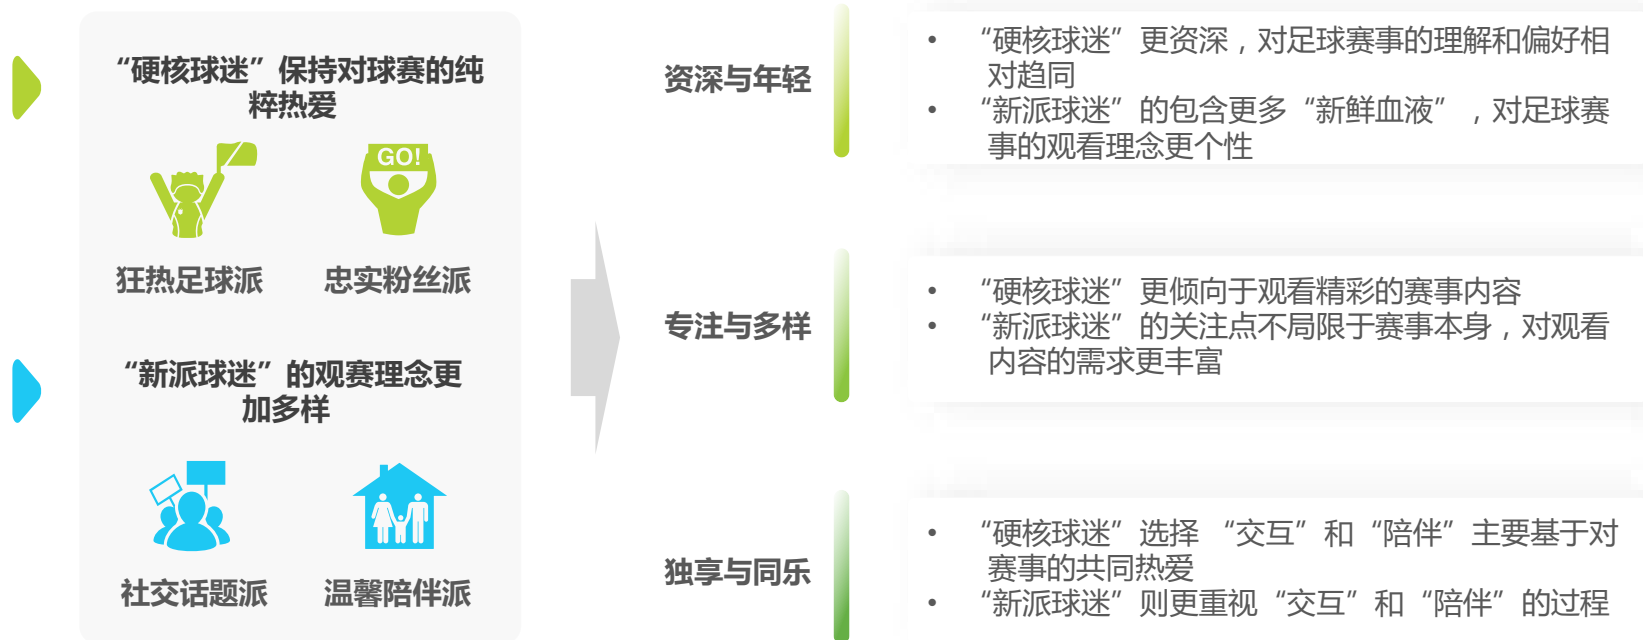 “硬核球迷”保持对球赛的纯
粹热爱
GO!
狂热足球派
忠实粉丝派
“新派球迷”的观赛理念更
加多样
社交话题派
温馨陪伴派
资深与年轻
• “硬核球迷”更资深，对足球赛事的理解和偏好相
对趋同
• “新派球迷”的包含更多“新鲜血液”，对足球赛
事的观看理念更个性
专注与多样
• “硬核球迷”更倾向于观看精彩的赛事内容
• “新派球迷”的关注点不局限于赛事本身，对观看
内容的需求更丰富
独享与同乐
• “硬核球迷”选择 “交互”和“陪伴”主要基于对
赛事的共同热爱
• “新派球迷”则更重视“交互”和“陪伴”的过程